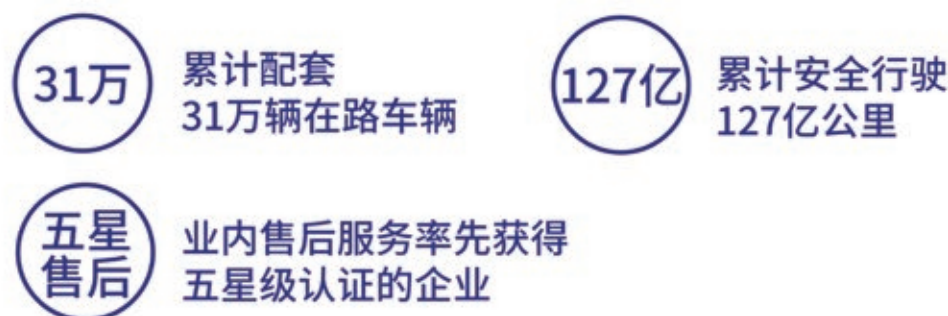 31万
累计配套
31万辆在路车辆
127亿
累计安全行驶
127亿公里
五星
售后
业内售后服务率先获得
五星级认证的企业